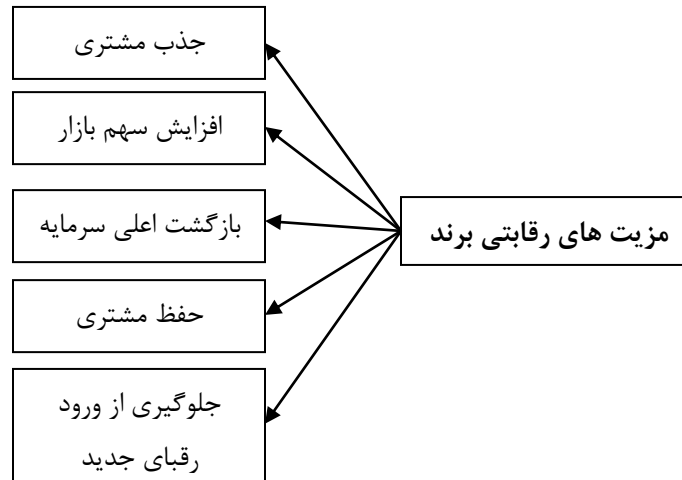 مزیت های رقابتی برند
جذب مشتری
افزایش سهم بازار
بازگشت اعلی سرمایه
حفظ مشتری
جلوگیری از ورود
رقبای جدید